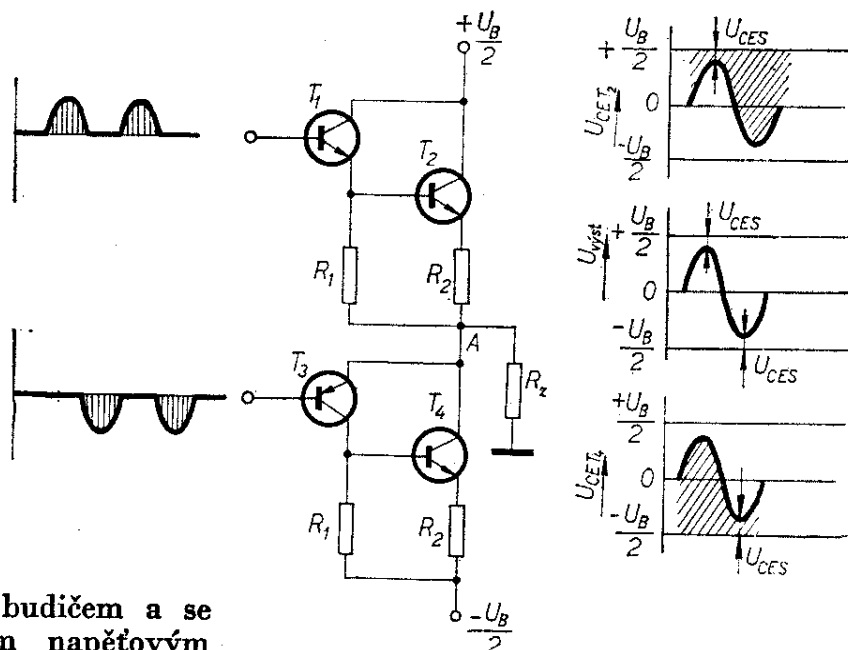 + U_B
2
T₁
T₂
R₁
R₂
A
T₃
R_z
T₄
R₁
R₂
-U_B
2
U_CES
+ U_B
2
U_CET₂
0
-U_B
2
U_CES
+ U_B
2
U_výst
0
-U_B
2
U_CES
+U_B
2
U_CET₄
0
-U_B
2
U_CES
budičem a se
napěťovým